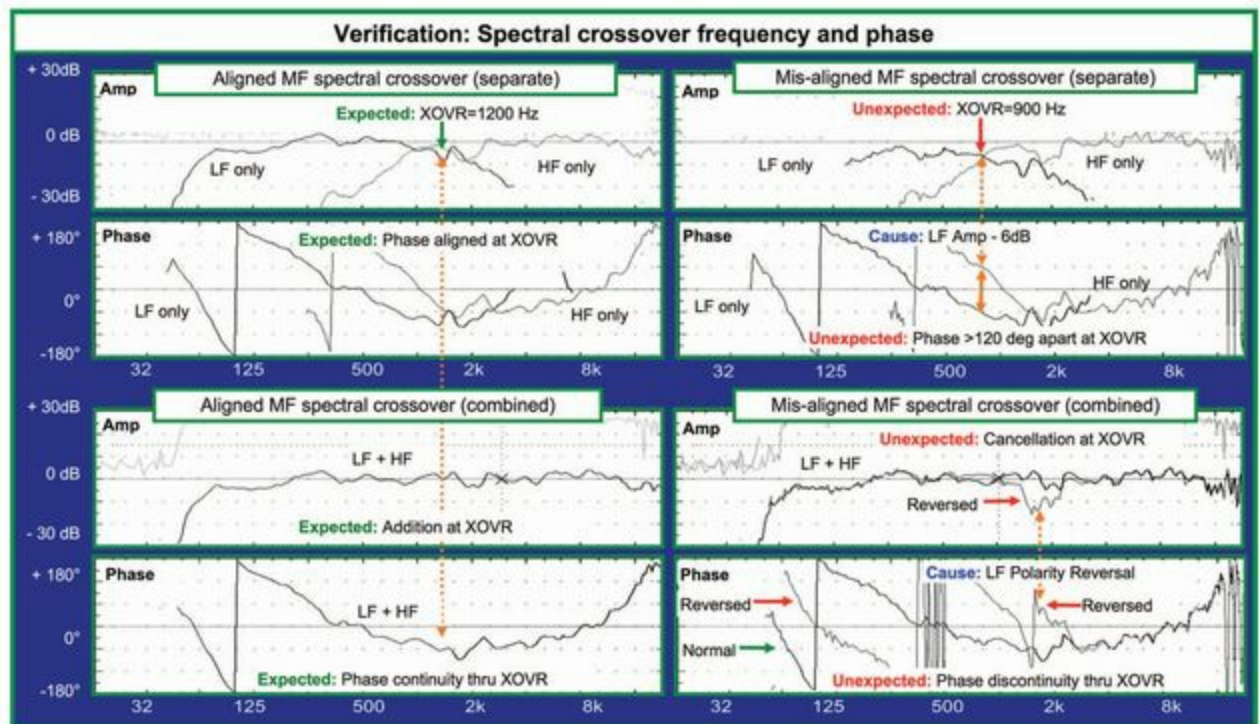 Verification: Spectral crossover frequency and phase
Aligned MF spectral crossover (separate)
+ 30dB
Amp
Expected: XOVR=1200 Hz
0 dB
LF only
HF only
- 30dB
+ 180°
Phase
Expected: Phase aligned at XOVR
0°
LF only
HF only
-180°
32 125 500 2k 8k
Mis-aligned MF spectral crossover (separate)
Amp
Unexpected: XOVR=900 Hz
LF only
HF only
Phase
Cause: LF Amp - 6dB
HF only
LF only
Unexpected: Phase >120 deg apart at XOVR
32 125 500 2k 8k
Aligned MF spectral crossover (combined)
+ 30dB
Amp
LF + HF
0 dB
Expected: Addition at XOVR
- 30 dB
+ 180°
Phase
LF + HF
0°
Expected: Phase continuity thru XOVR
-180°
32 125 500 2k 8k
Mis-aligned MF spectral crossover (combined)
Amp
Unexpected: Cancellation at XOVR
LF + HF
Reversed
Phase
Cause: LF Polarity Reversal
Reversed
Reversed
Normal
Unexpected: Phase discontinuity thru XOVR
32 125 500 2k 8k